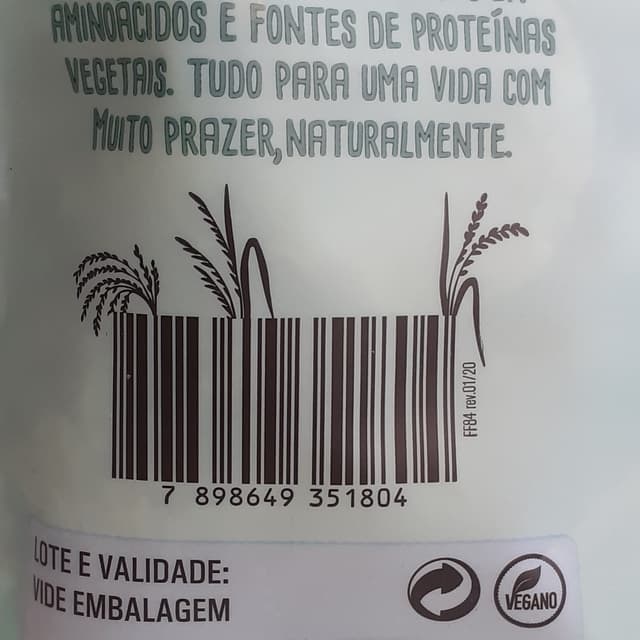 AMINOÁCIDOS E FONTES DE PROTEÍNAS
VEGETAIS. TUDO PARA UMA VIDA COM
MUITO PRAZER, NATURALMENTE.
FF84 rev.01/20
7 898649 351804
LOTE E VALIDADE:
VIDE EMBALAGEM
VEGANO